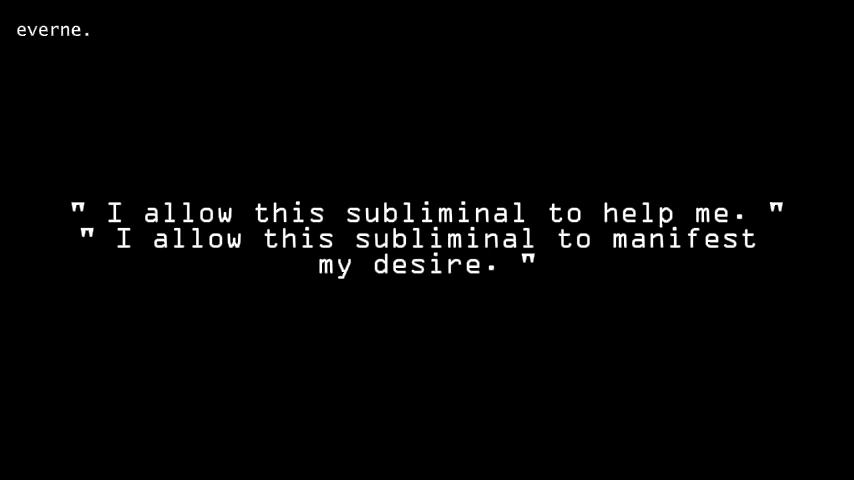 everne.
" I allow this subliminal to help me. "
" I allow this subliminal to manifest
my desire. "